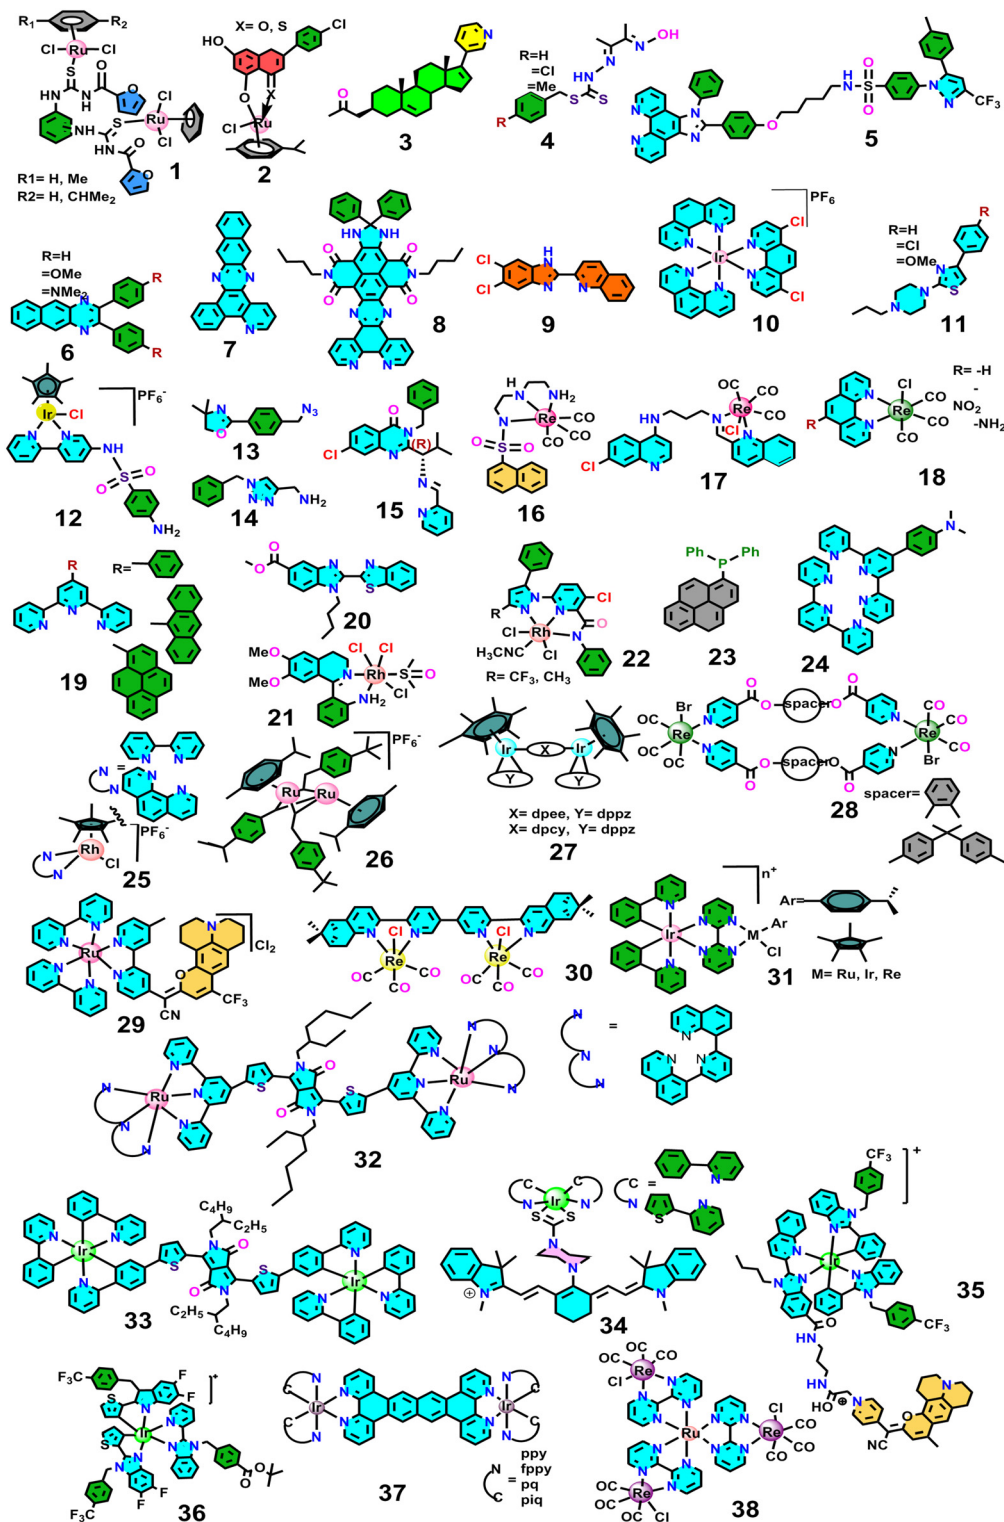 R1
R2
Cl
Cl
Ru
S
O
NH
N
H
O
NH
S
Ru
Cl
Cl
HN
O
O
1
R1= H, Me
R2= H, CHMe2
X= O, S
HO
Cl
O
O
X
Cl
Ru
2
N
O
3
R=H
=Cl
=Me
N
N
OH
HN
S
S
R
4
N
N
N
N
O
HN
O
S
O
N
N
CF3
5
R=H
=OMe
=NMe2
N
N
R
R
6
N
N
N
N
7
HN
NH
O
O
N
N
O
O
N
N
N
N
8
Cl
Cl
H
N
N
N
9
PF6
N
N
N
N
N
N
Ir
Cl
Cl
10
R=H
=Cl
=OMe
R
N
N
N
S
11
PF6-
Ir
Cl
N
N
NH
O
S
O
NH2
12
N
O
N3
13
N
N
N
NH2
14
O
N
N
Cl
(R)
N
N
15
H
N
NH2
N
Re
CO
OC
CO
O
S
O
16
HN
N
Cl
N
CO
OC
Re
CO
Cl
N
17
R
N
N
Cl
Re
CO
CO
CO
R= -H
-
NO2
-NH2
18
R
N
N
N
R=
19
O
O
N
N
N
S
20
MeO
MeO
N
Cl
Cl
Rh
Cl
S
O
NH2
21
N
N
N
Cl
R
O
Cl
Rh
N
H3CNC
Cl
R= CF3, CH3
22
Ph
Ph
P
23
N
N
N
N
N
N
N
24
N
N
N
N
N
N
PF6-
Rh
Cl
N
N
25
PF6-
Ru
Ru
26
Ir
X
Ir
Y
Y
X= dpee, Y= dppz
X= dpcy, Y= dppz
27
O
O
spacer
O
O
Br
OC
Re
OC
OC
N
N
N
N
CO
Re
CO
CO
Br
O
O
spacer
O
O
28
spacer=
Cl2
N
N
N
N
N
N
Ru
N
O
CF3
CN
29
N
N
N
N
Cl
Cl
Re
Re
OC
CO
CO
OC
CO
CO
30
n+
N
N
Ir
N
N
N
N
M
Ar
Cl
Ar=
M= Ru, Ir, Re
31
N
N
N
Ru
N
N
N
S
N
O
O
N
S
N
N
N
Ru
N
N
N
32
N
N
N
=
N
N
N
Ir
N
N
N
S
C4H9
C2H5
N
O
O
N
C2H5
C4H9
S
N
Ir
N
N
33
C
C
Ir
N
N
S
S
N
N
N
⊕
N
34
C
N
=
N
S
N
+
CF3
N
N
N
Ir
N
N
N
N
CF3
O
HN
HN
HO
⊕
N
N
O
CN
35
+
F3C
N
F
F
S
S
Ir
N
N
N
N
N
F
F
F3C
O
O
36
N
C
N
C
Ir
N
N
N
N
Ir
N
C
N
C
N
C
=
ppy
fppy
pq
piq
37
CO
OC
CO
Re
Cl
N
N
N
N
Ru
N
N
N
N
Cl
Re
CO
CO
CO
N
N
N
N
OC
OC
Re
OC
Cl
38